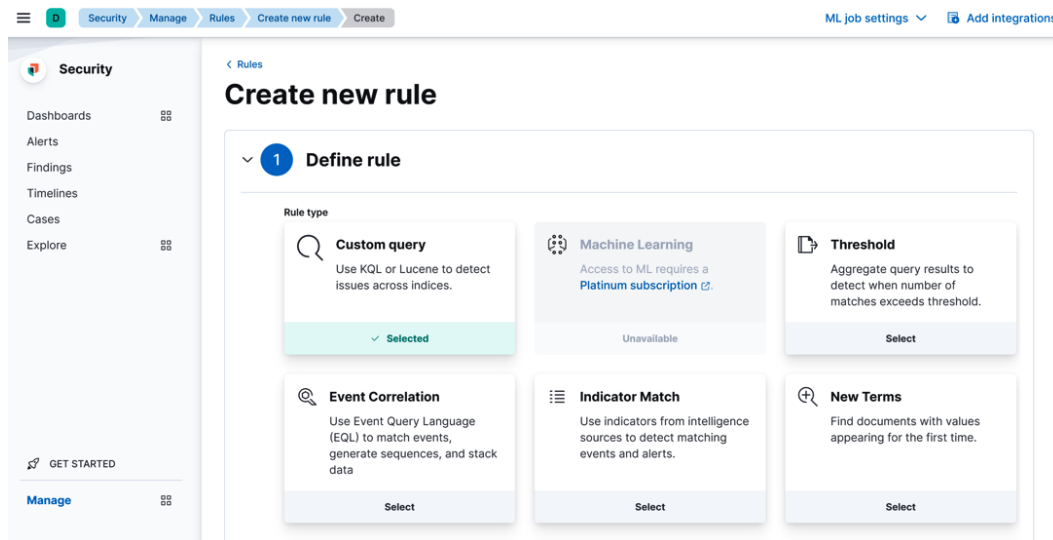 D
Security
Manage
Rules
Create new rule
Create
ML job settings
Add integrations
Security
Dashboards
Alerts
Findings
Timelines
Cases
Explore
GET STARTED
Manage
Rules
Create new rule
1
Define rule
Rule type
Custom query
Use KQL or Lucene to detect
issues across indices.
Selected
Machine Learning
Access to ML requires a
Platinum subscription.
Unavailable
Threshold
Aggregate query results to
detect when number of
matches exceeds threshold.
Select
Event Correlation
Use Event Query Language
(EQL) to match events,
generate sequences, and stack
data
Select
Indicator Match
Use indicators from intelligence
sources to detect matching
events and alerts.
Select
New Terms
Find documents with values
appearing for the first time.
Select